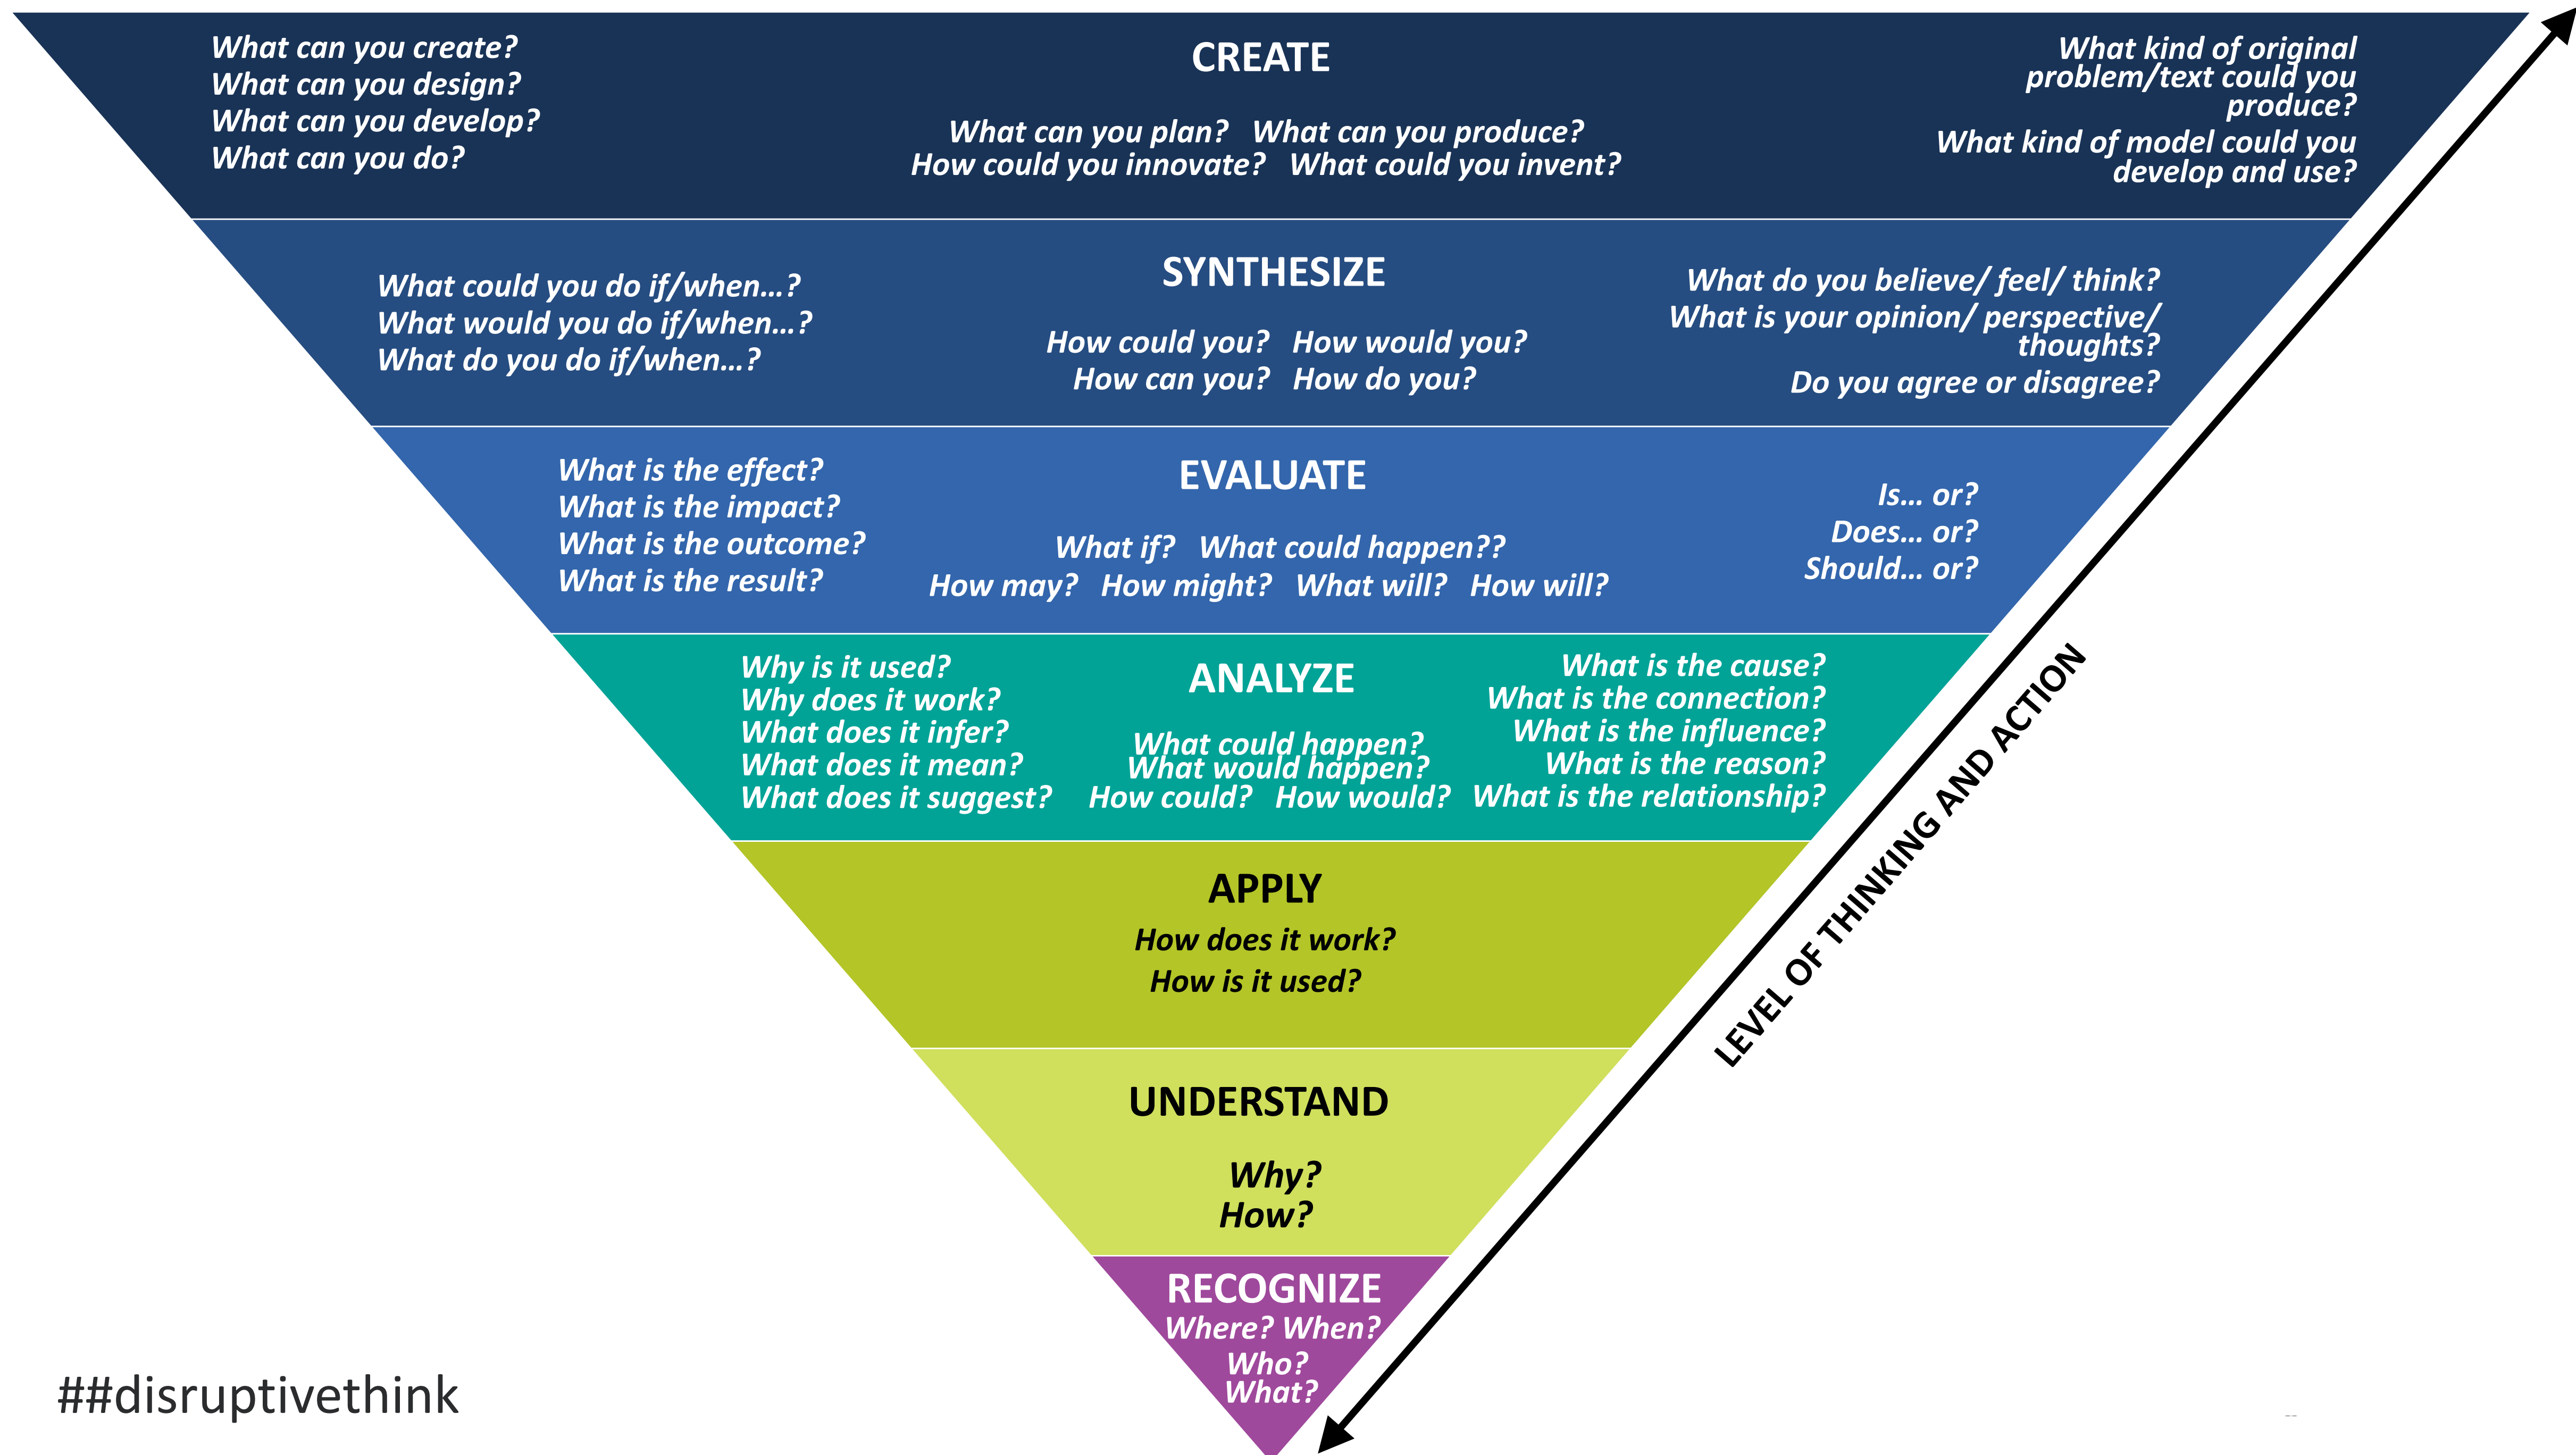 CREATE
What can you create?
What can you design?
What can you develop?
What can you do?
What can you plan? What can you produce?
How could you innovate? What could you invent?
What kind of original
problem/text could you
produce?
What kind of model could you
develop and use?
SYNTHESIZE
What could you do if/when...?
What would you do if/when...?
What do you do if/when...?
How could you? How would you?
How can you? How do you?
What do you believe/ feel/ think?
What is your opinion/ perspective/
thoughts?
Do you agree or disagree?
EVALUATE
What is the effect?
What is the impact?
What is the outcome?
What is the result?
What if? What could happen??
How may? How might? What will? How will?
Is... or?
Does... or?
Should... or?
ANALYZE
Why is it used?
Why does it work?
What does it infer?
What does it mean?
What does it suggest?
What could happen?
What would happen?
How could? How would?
What is the cause?
What is the connection?
What is the influence?
What is the reason?
What is the relationship?
APPLY
How does it work?
How is it used?
UNDERSTAND
Why?
How?
RECOGNIZE
Where? When?
Who?
What?
LEVEL OF THINKING AND ACTION
##disruptivethink